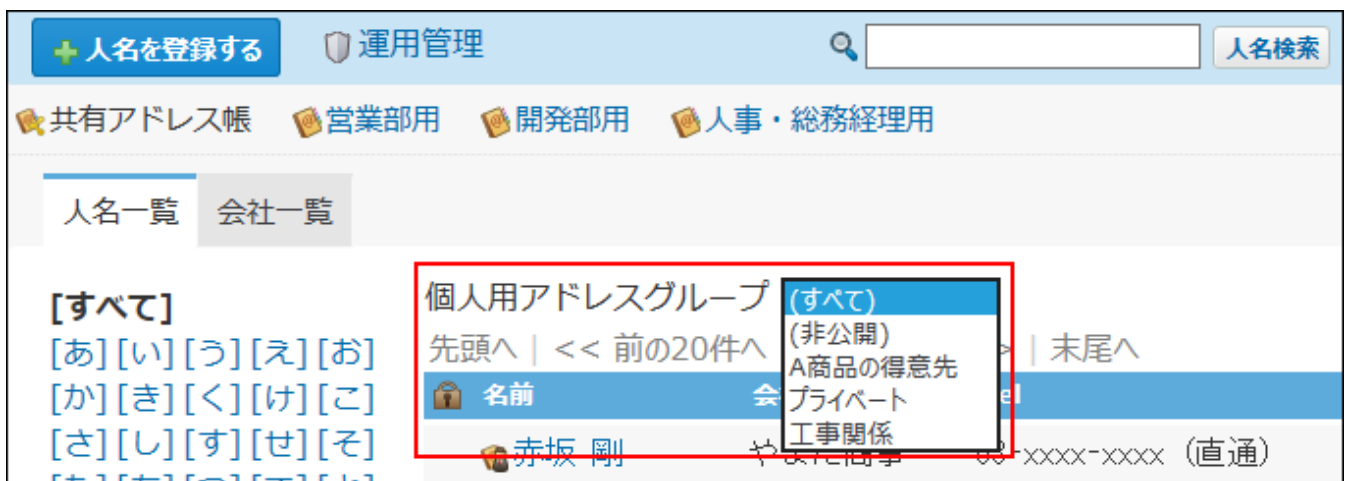 人名を登録する 運用管理 人名検索
共有アドレス帳 営業部用 開発部用 人事・総務経理用
人名一覧 会社一覧
[すべて]
[あ][い][う][え][お]
[か][き][く][け][こ]
[さ][し][す][せ][そ]
個人用アドレスグループ
(すべて)
(非公開)
A商品の得意先
プライベート
工事関係
先頭へ | << 前の20件へ | 末尾へ
名前
赤坂 剛 xxxx-xxxx (直通)